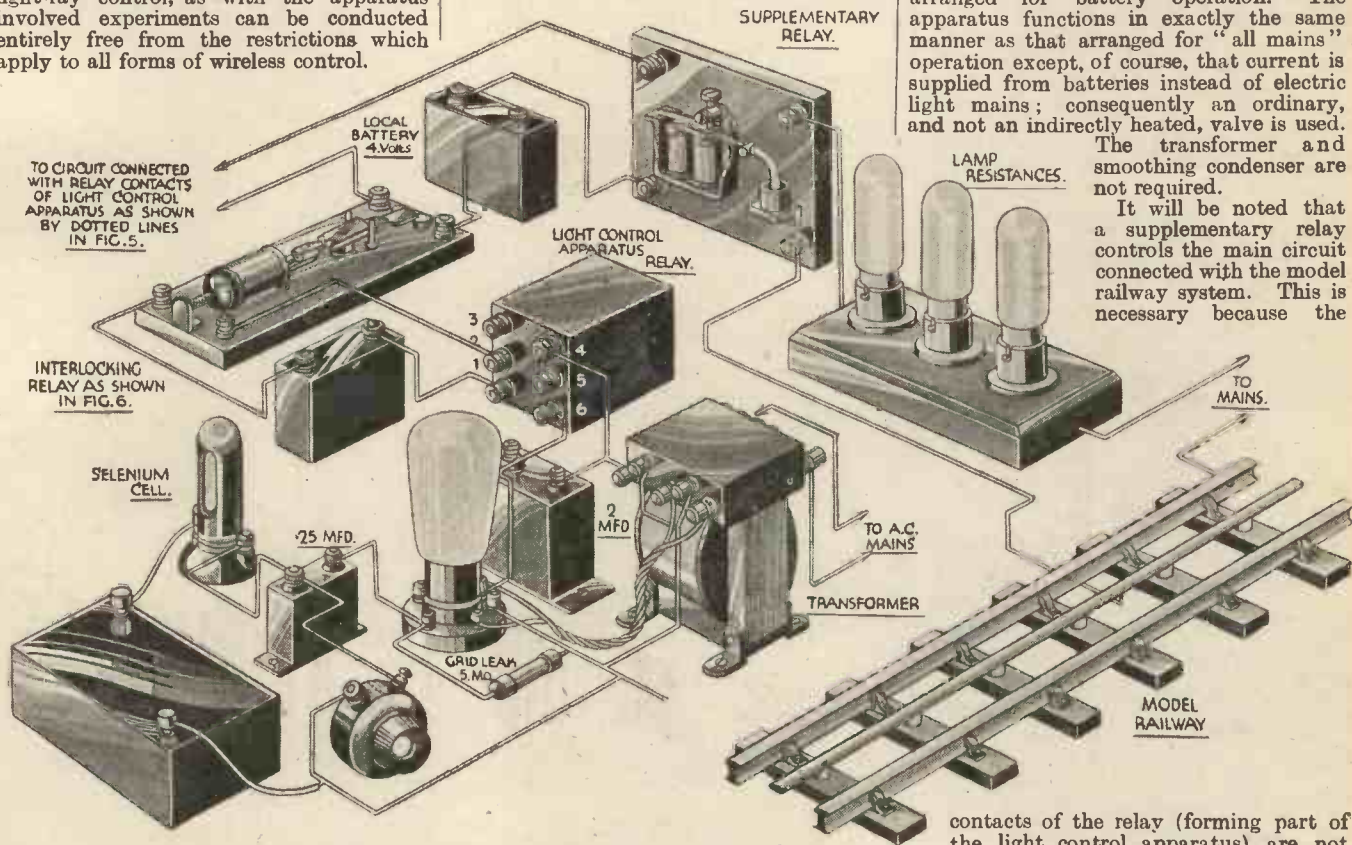 light-ray control, as with the apparatus
involved experiments can be conducted
entirely free from the restrictions which
apply to all forms of wireless control.
SUPPLEMENTARY
RELAY.
arranged for battery operation. The
apparatus functions in exactly the same
manner as that arranged for “all mains”
operation except, of course, that current is
supplied from batteries instead of electric
light mains; consequently an ordinary,
and not an indirectly heated, valve is used.
The transformer and
smoothing condenser are
not required.
It will be noted that
a supplementary relay
controls the main circuit
connected with the model
railway system. This is
necessary because the
LOCAL
BATTERY
4.VOLTS
TO CIRCUIT CONNECTED
WITH RELAY CONTACTS
OF LIGHT CONTROL
APPARATUS AS SHOWN
BY DOTTED LINES
IN FIG.5.
LAMP
RESISTANCES.
LIGHT CONTROL
APPARATUS
RELAY.
3
2
1
4
5
6
INTERLOCKING
RELAY AS SHOWN
IN FIG.6.
TO
MAINS.
SELENIUM
CELL.
·25 MFD.
2
MFD
TO A.C.
MAINS
TRANSFORMER
GRID LEAK
5.MΩ
MODEL
RAILWAY
contacts of the relay (forming part of
the light control apparatus) are not